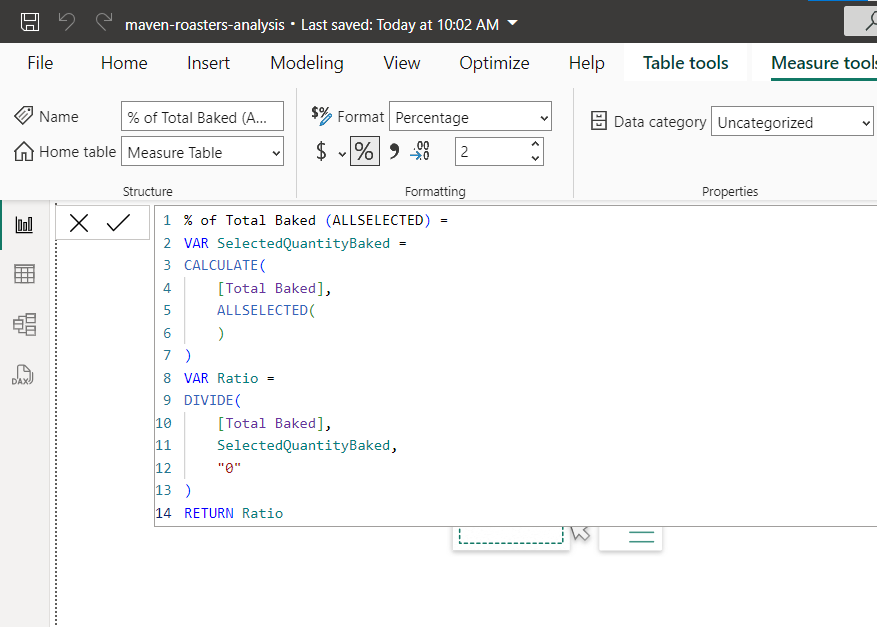 maven-roasters-analysis • Last saved: Today at 10:02 AM
File Home Insert Modeling View Optimize Help Table tools Measure tools
Name % of Total Baked (A...
Home table Measure Table
Structure
$% Format Percentage
$ % 9 .00 →0 2
Formatting
Data category Uncategorized
Properties
DAX
1 % of Total Baked (ALLSELECTED) =
2 VAR SelectedQuantityBaked =
3 CALCULATE(
4 [Total Baked],
5 ALLSELECTED(
6 )
7 )
8 VAR Ratio =
9 DIVIDE(
10 [Total Baked],
11 SelectedQuantityBaked,
12 "0"
13 )
14 RETURN Ratio